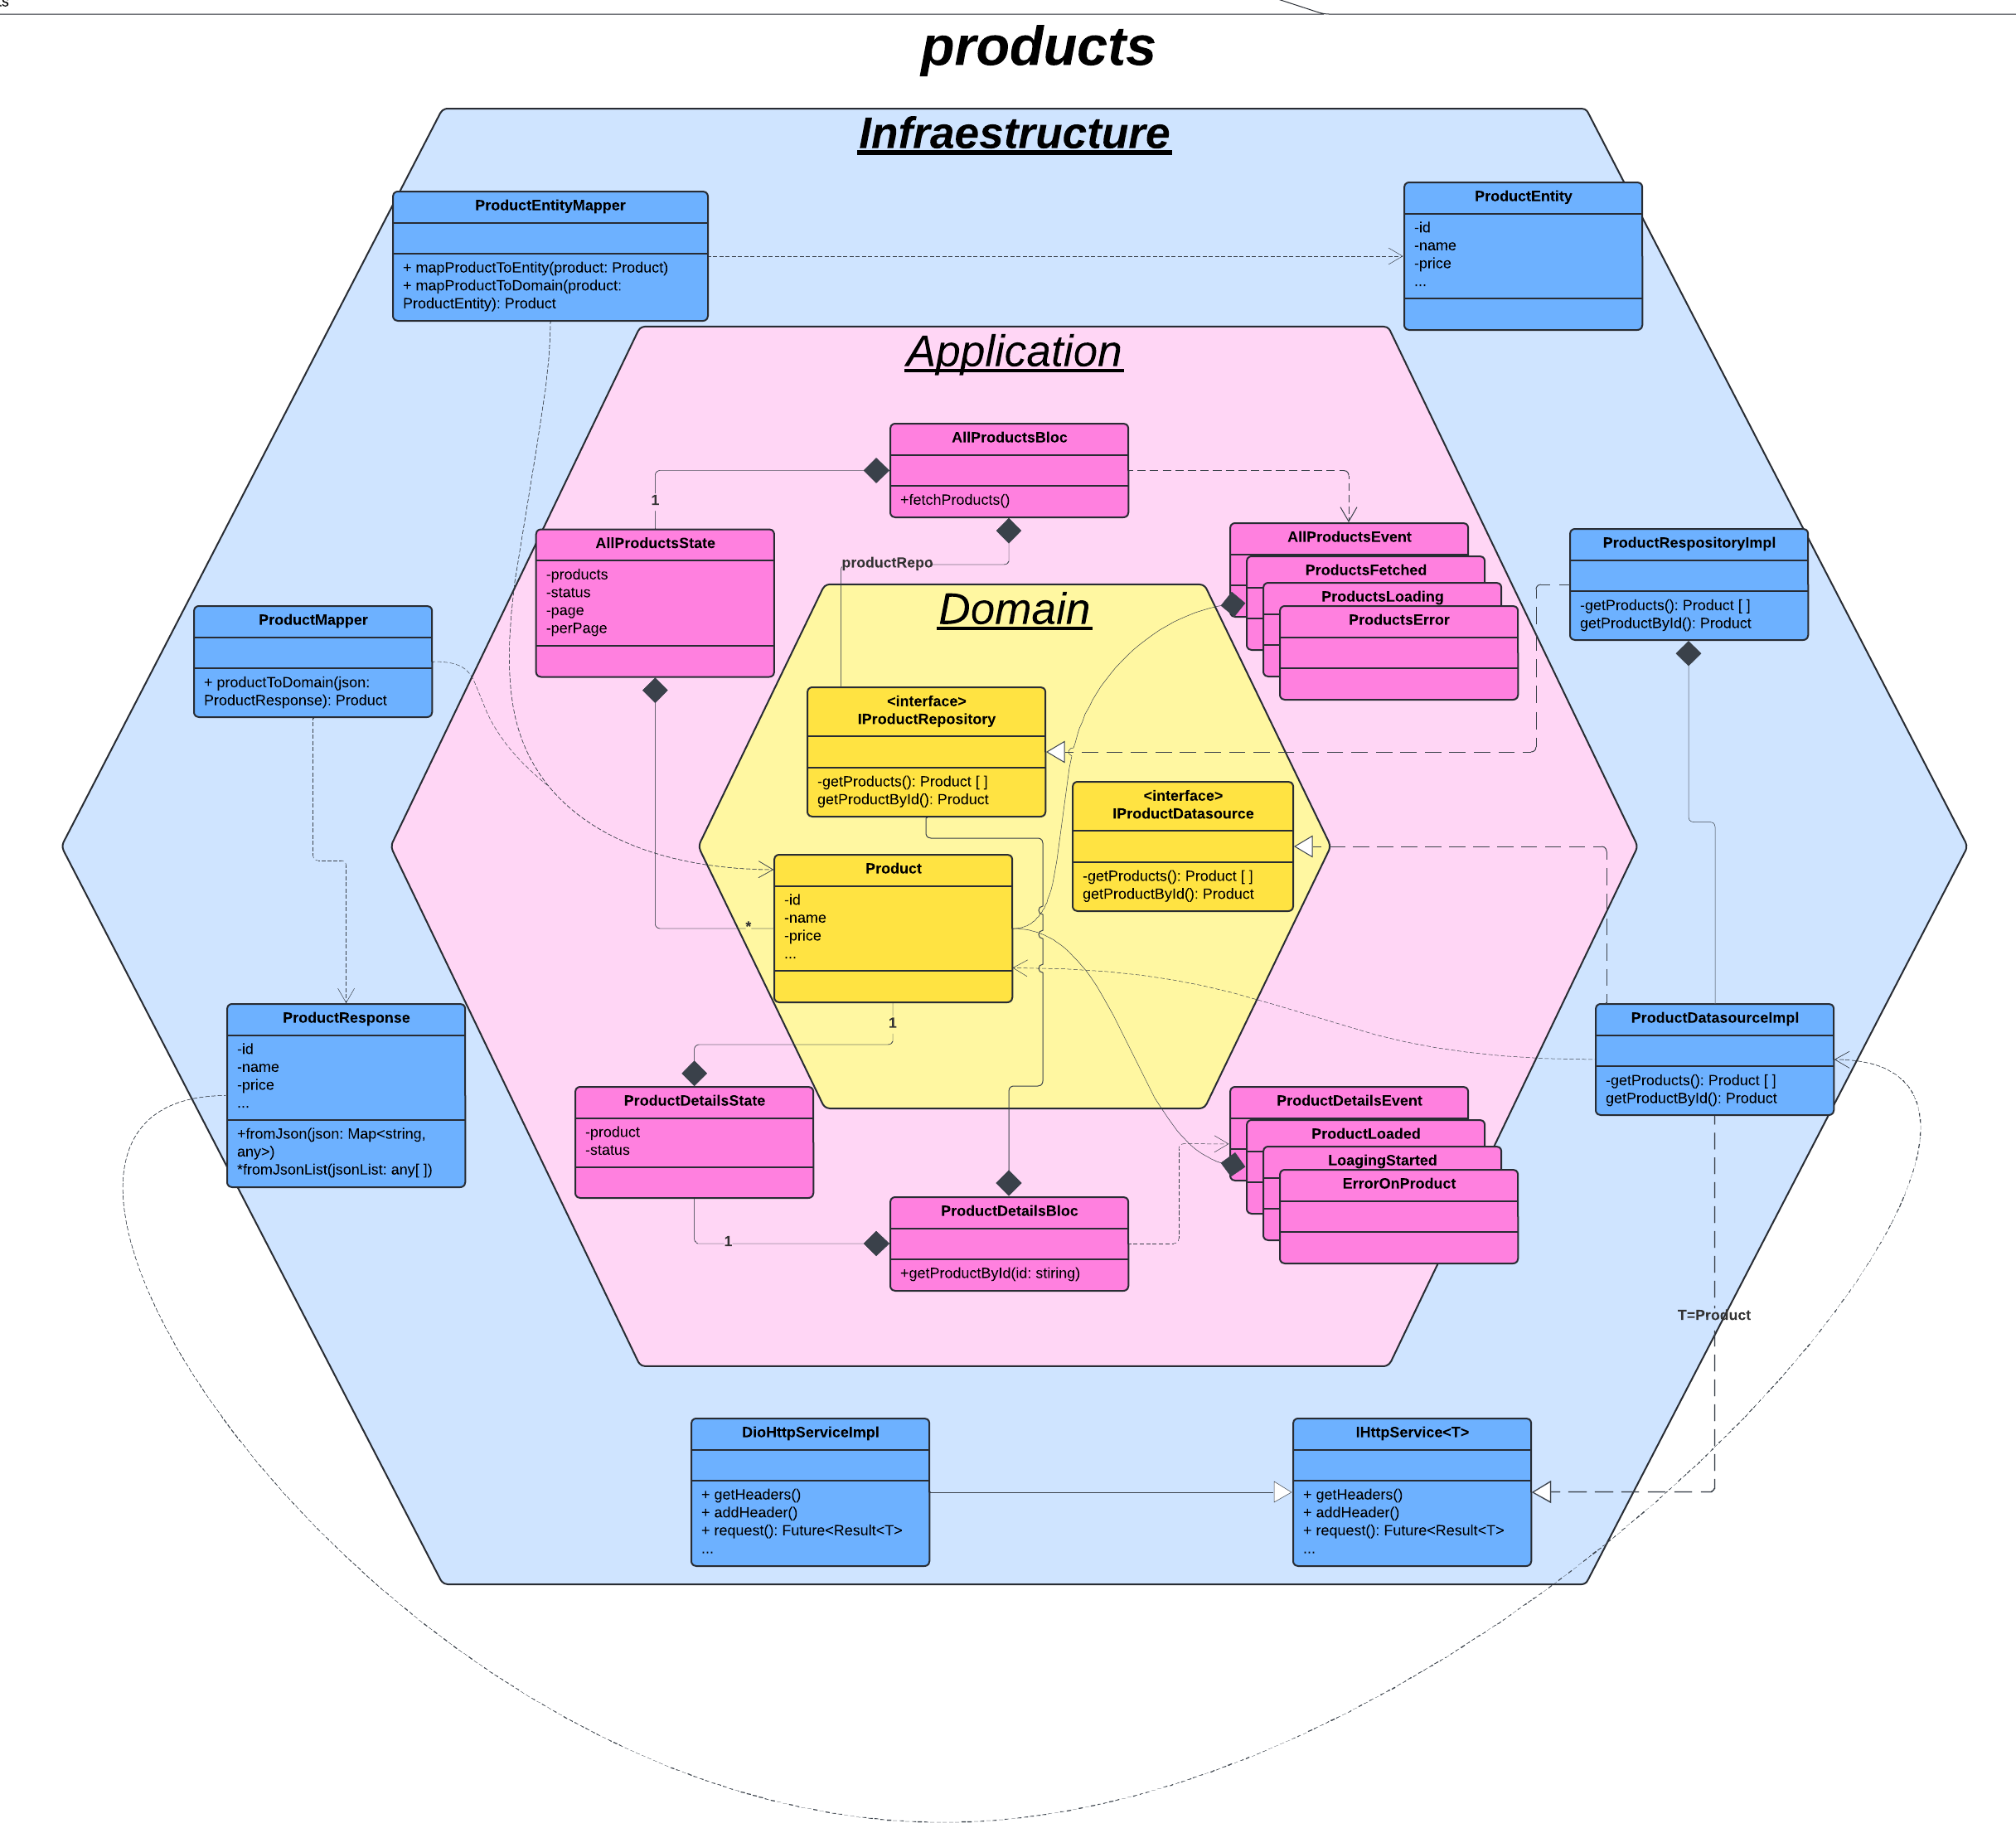 products
Infraestructure
ProductEntityMapper
+ mapProductToEntity(product: Product)
+ mapProductToDomain(product:
ProductEntity): Product
ProductEntity
-id
-name
-price
...
Application
AllProductsBloc
+fetchProducts()
1
productRepo
AllProductsState
-products
-status
-page
-perPage
AllProductsEvent
ProductsFetched
ProductsLoading
ProductsError
ProductRespositoryImpl
-getProducts(): Product [ ]
getProductById(): Product
ProductMapper
+ productToDomain(json:
ProductResponse): Product
Domain
<interface>
IProductRepository
-getProducts(): Product [ ]
getProductById(): Product
<interface>
IProductDatasource
-getProducts(): Product [ ]
getProductById(): Product
Product
-id
-name
-price
...
*
1
ProductResponse
-id
-name
-price
...
+fromJson(json: Map<string,
any>)
*fromJsonList(jsonList: any[ ])
ProductDatasourceImpl
-getProducts(): Product [ ]
getProductById(): Product
ProductDetailsState
-product
-status
1
ProductDetailsBloc
+getProductById(id: stiring)
ProductDetailsEvent
ProductLoaded
LoagingStarted
ErrorOnProduct
T=Product
DioHttpServiceImpl
+ getHeaders()
+ addHeader()
+ request(): Future<Result<T>
...
IHttpService<T>
+ getHeaders()
+ addHeader()
+ request(): Future<Result<T>
...